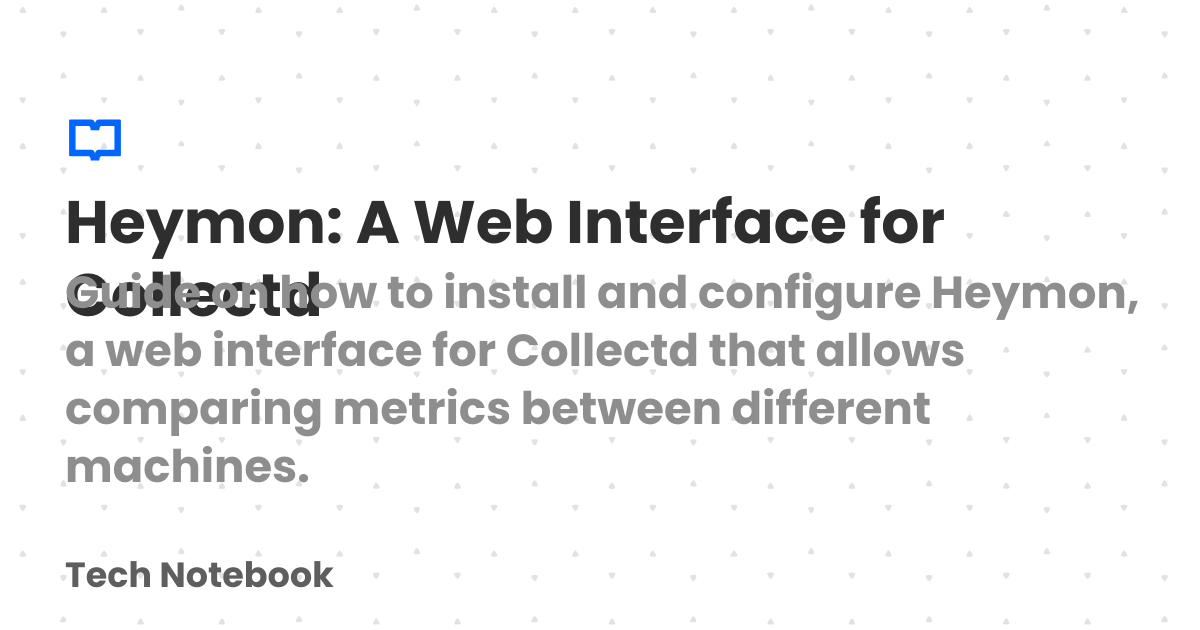 Heymon: A Web Interface for
Collectd
Guide on how to install and configure Heymon,
a web interface for Collectd that allows
comparing metrics between different
machines.
Tech Notebook